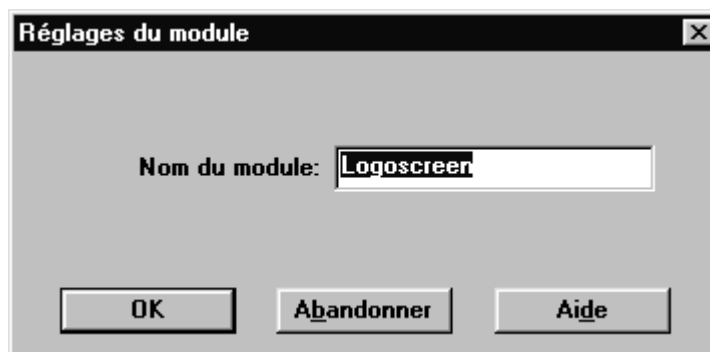 Réglages du module
Nom du module: Logoscreen
OK Abandonner Aide